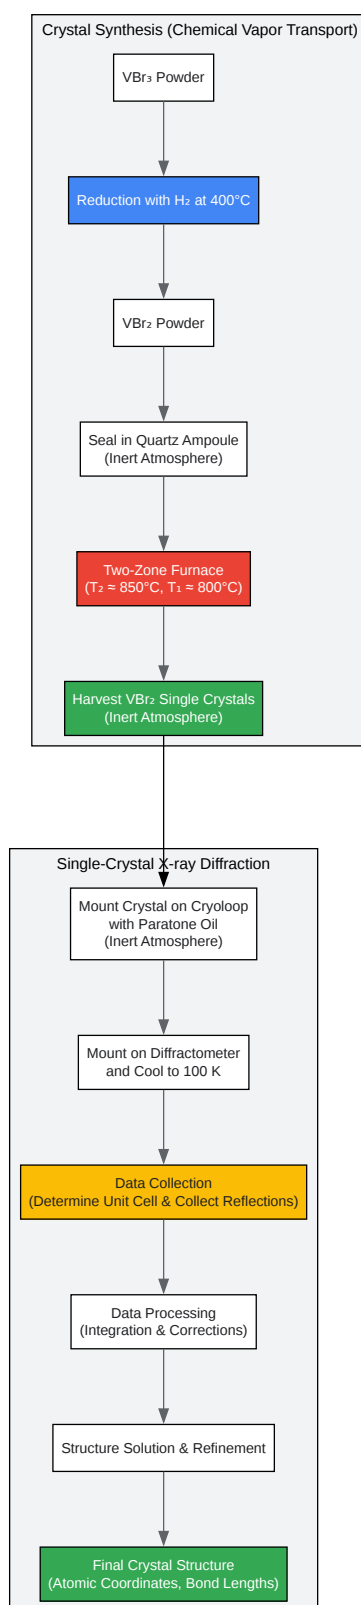 Crystal Synthesis (Chemical Vapor Transport)
VBr₃ Powder
Reduction with H₂ at 400°C
VBr₂ Powder
Seal in Quartz Ampoule
(Inert Atmosphere)
Two-Zone Furnace
(T₂ ≈ 850°C, T₁ ≈ 800°C)
Harvest VBr₂ Single Crystals
(Inert Atmosphere)
Single-Crystal X-ray Diffraction
Mount Crystal on Cryoloop
with Paratone Oil
(Inert Atmosphere)
Mount on Diffractometer
and Cool to 100 K
Data Collection
(Determine Unit Cell & Collect Reflections)
Data Processing
(Integration & Corrections)
Structure Solution & Refinement
Final Crystal Structure
(Atomic Coordinates, Bond Lengths)